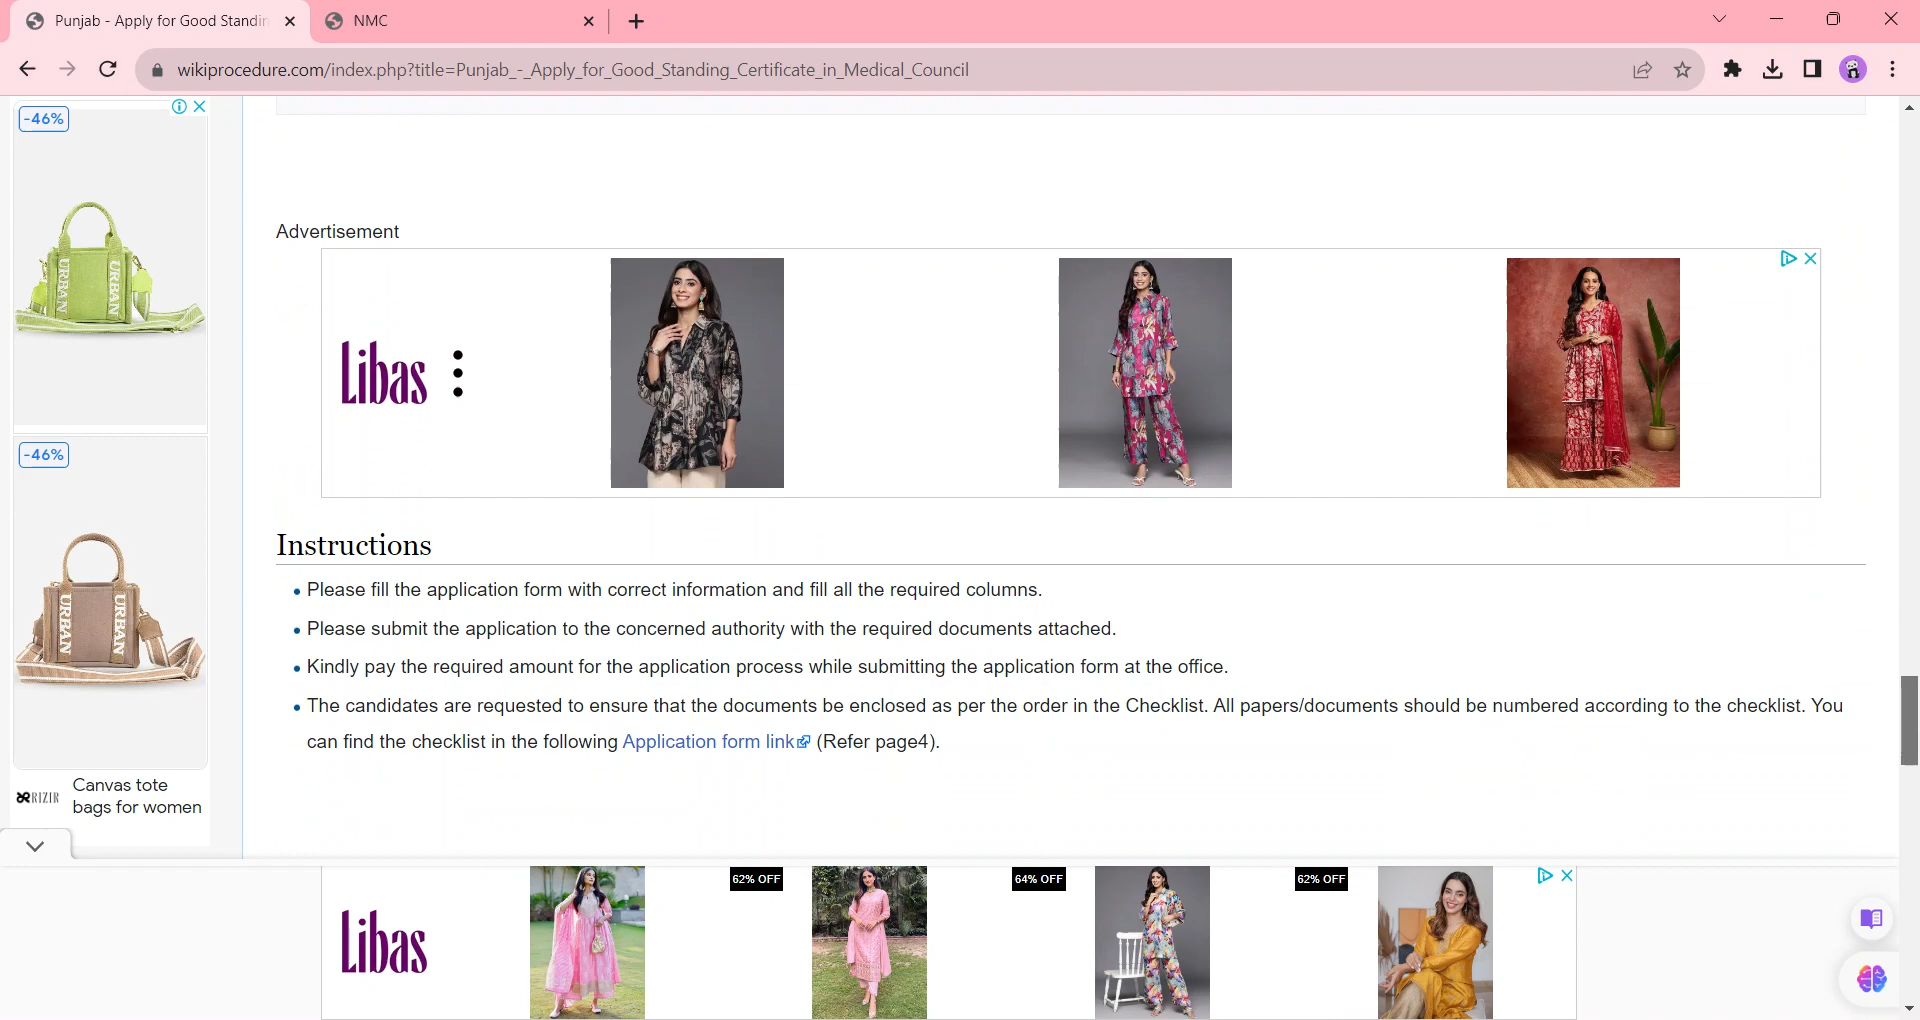 Punjab - Apply for Good Standin
NMC
wikiprocedure.com/index.php?title=Punjab_-_Apply_for_Good_Standing_Certificate_in_Medical_Council
-46%
URBAN
URBAN
-46%
URBAN
URBAN
RIZIR
Canvas tote
bags for women
Advertisement
libas
Instructions
Please fill the application form with correct information and fill all the required columns.
Please submit the application to the concerned authority with the required documents attached.
Kindly pay the required amount for the application process while submitting the application form at the office.
The candidates are requested to ensure that the documents be enclosed as per the order in the Checklist. All papers/documents should be numbered according to the checklist. You
can find the checklist in the following Application form link (Refer page4).
libas
62% OFF
64% OFF
62% OFF